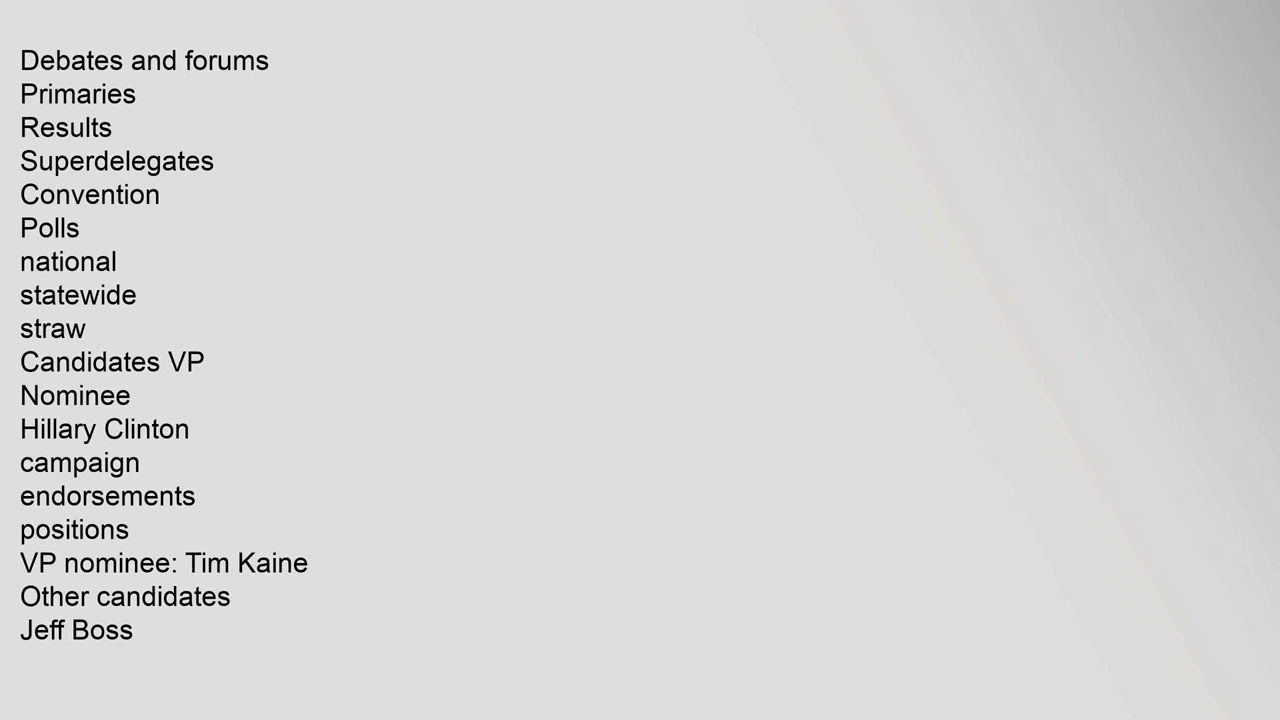 Debates and forums
Primaries
Results
Superdelegates
Convention
Polls
national
statewide
straw
Candidates VP
Nominee
Hillary Clinton
campaign
endorsements
positions
VP nominee: Tim Kaine
Other candidates
Jeff Boss